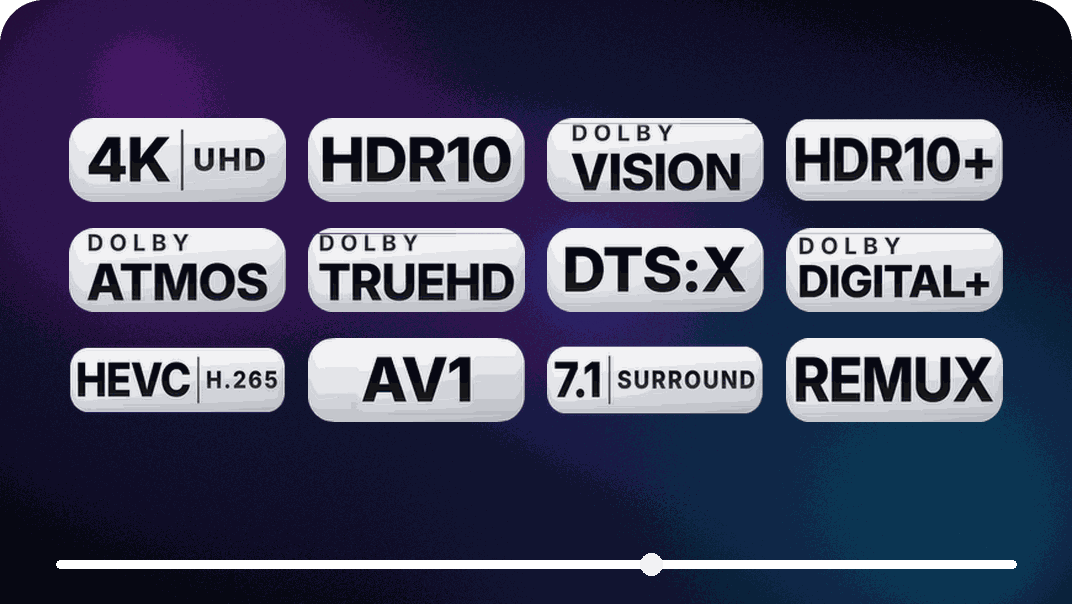 4K | UHD
HDR10
DOLBY
VISION
HDR10+
DOLBY
ATMOS
DOLBY
TRUEHD
DTS:X
DOLBY
DIGITAL+
HEVC | H.265
AV1
7.1 | SURROUND
REMUX